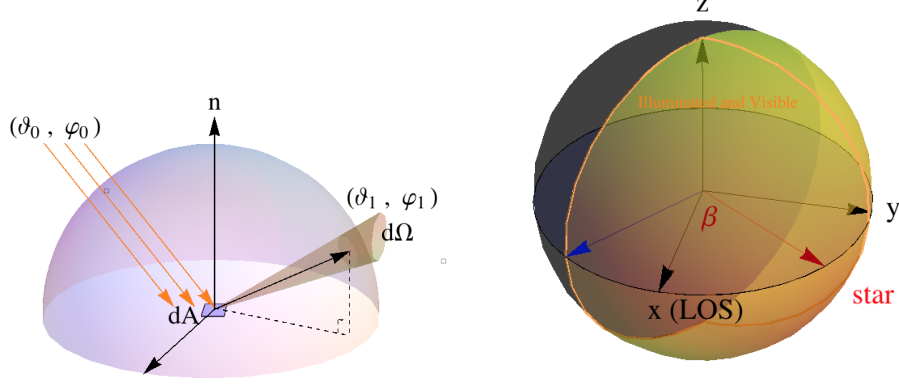 n
(ϑ₀ , φ₀)
(ϑ₁ , φ₁)
dΩ
dA
z
Illuminated and Visible
β
y
star
x (LOS)